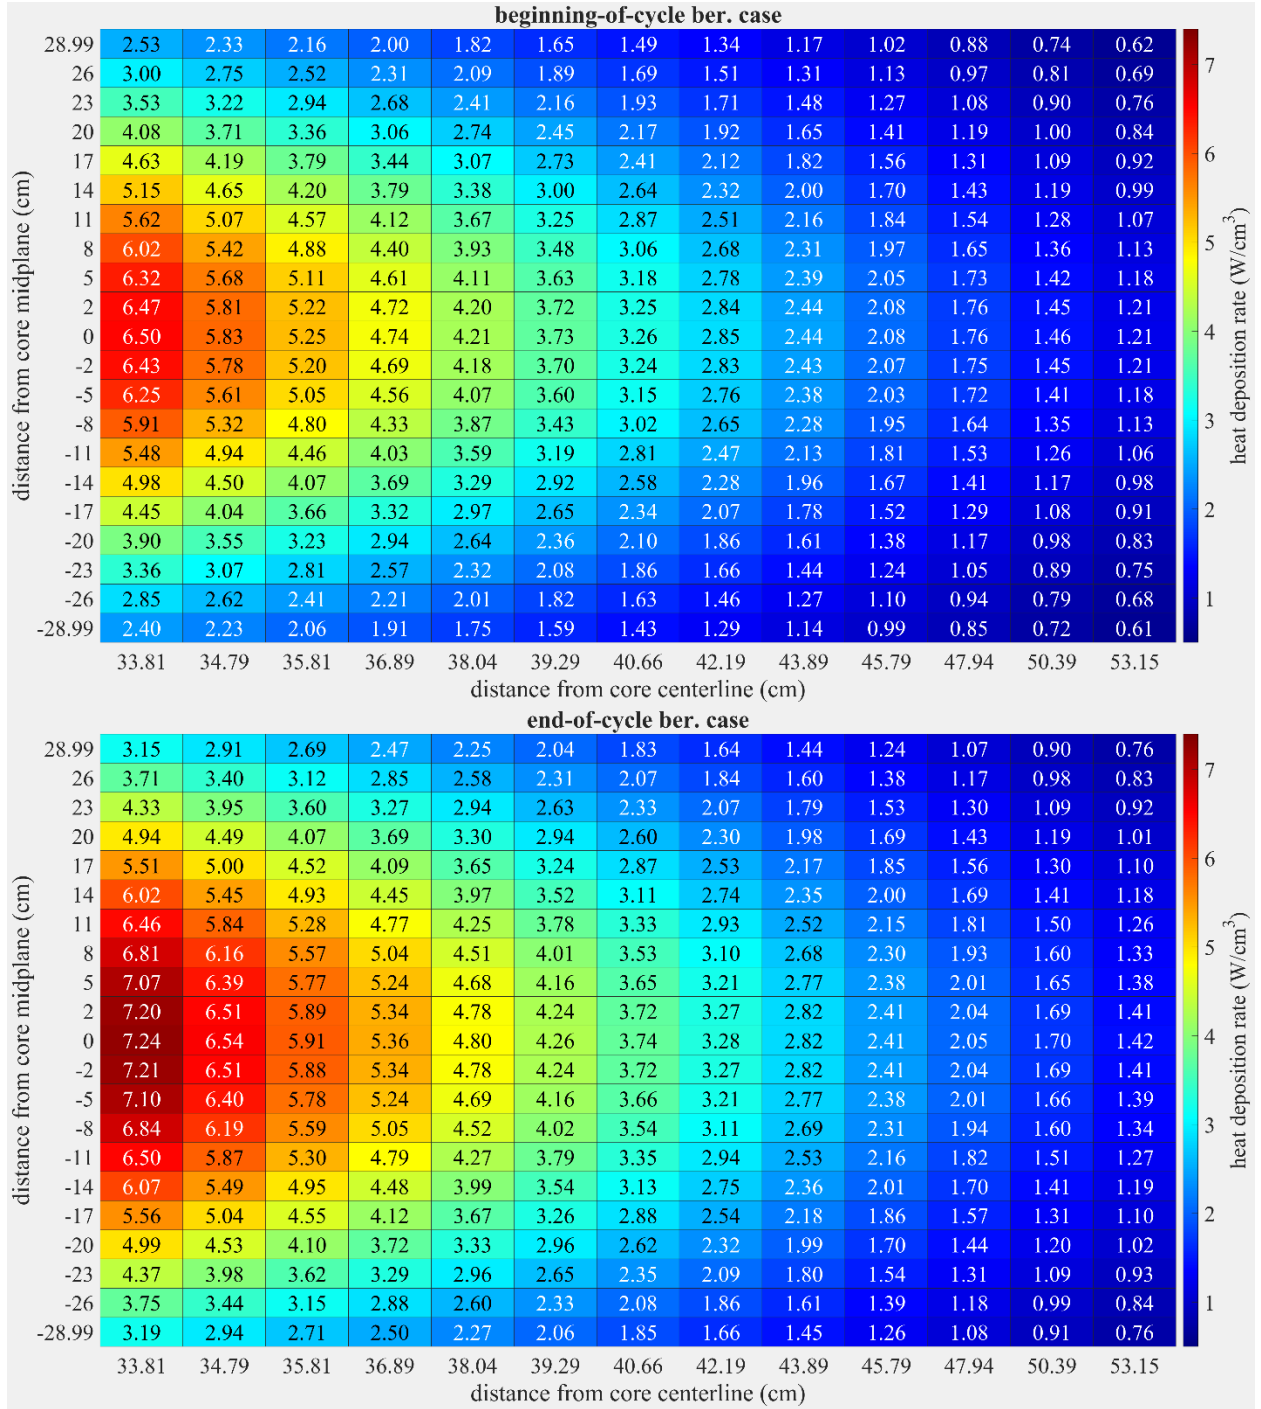 beginning-of-cycle ber. case
28.99 2.53 2.33 2.16 2.00 1.82 1.65 1.49 1.34 1.17 1.02 0.88 0.74 0.62
26 3.00 2.75 2.52 2.31 2.09 1.89 1.69 1.51 1.31 1.13 0.97 0.81 0.69
23 3.53 3.22 2.94 2.68 2.41 2.16 1.93 1.71 1.48 1.27 1.08 0.90 0.76
20 4.08 3.71 3.36 3.06 2.74 2.45 2.17 1.92 1.65 1.41 1.19 1.00 0.84
17 4.63 4.19 3.79 3.44 3.07 2.73 2.41 2.12 1.82 1.56 1.31 1.09 0.92
14 5.15 4.65 4.20 3.79 3.38 3.00 2.64 2.32 2.00 1.70 1.43 1.19 0.99
11 5.62 5.07 4.57 4.12 3.67 3.25 2.87 2.51 2.16 1.84 1.54 1.28 1.07
8 6.02 5.42 4.88 4.40 3.93 3.48 3.06 2.68 2.31 1.97 1.65 1.36 1.13
5 6.32 5.68 5.11 4.61 4.11 3.63 3.18 2.78 2.39 2.05 1.73 1.42 1.18
2 6.47 5.81 5.22 4.72 4.20 3.72 3.25 2.84 2.44 2.08 1.76 1.45 1.21
0 6.50 5.83 5.25 4.74 4.21 3.73 3.26 2.85 2.44 2.08 1.76 1.46 1.21
-2 6.43 5.78 5.20 4.69 4.18 3.70 3.24 2.83 2.43 2.07 1.75 1.45 1.21
-5 6.25 5.61 5.05 4.56 4.07 3.60 3.15 2.76 2.38 2.03 1.72 1.41 1.18
-8 5.91 5.32 4.80 4.33 3.87 3.43 3.02 2.65 2.28 1.95 1.64 1.35 1.13
-11 5.48 4.94 4.46 4.03 3.59 3.19 2.81 2.47 2.13 1.81 1.53 1.26 1.06
-14 4.98 4.50 4.07 3.69 3.29 2.92 2.58 2.28 1.96 1.67 1.41 1.17 0.98
-17 4.45 4.04 3.66 3.32 2.97 2.65 2.34 2.07 1.78 1.52 1.29 1.08 0.91
-20 3.90 3.55 3.23 2.94 2.64 2.36 2.10 1.86 1.61 1.38 1.17 0.98 0.83
-23 3.36 3.07 2.81 2.57 2.32 2.08 1.86 1.66 1.44 1.24 1.05 0.89 0.75
-26 2.85 2.62 2.41 2.21 2.01 1.82 1.63 1.46 1.27 1.10 0.94 0.79 0.68
-28.99 2.40 2.23 2.06 1.91 1.75 1.59 1.43 1.29 1.14 0.99 0.85 0.72 0.61
33.81 34.79 35.81 36.89 38.04 39.29 40.66 42.19 43.89 45.79 47.94 50.39 53.15
distance from core centerline (cm)
distance from core midplane (cm)
7
6
5
4
3
2
1
heat deposition rate (W/cm³)
end-of-cycle ber. case
28.99 3.15 2.91 2.69 2.47 2.25 2.04 1.83 1.64 1.44 1.24 1.07 0.90 0.76
26 3.71 3.40 3.12 2.85 2.58 2.31 2.07 1.84 1.60 1.38 1.17 0.98 0.83
23 4.33 3.95 3.60 3.27 2.94 2.63 2.33 2.07 1.79 1.53 1.30 1.09 0.92
20 4.94 4.49 4.07 3.69 3.30 2.94 2.60 2.30 1.98 1.69 1.43 1.19 1.01
17 5.51 5.00 4.52 4.09 3.65 3.24 2.87 2.53 2.17 1.85 1.56 1.30 1.10
14 6.02 5.45 4.93 4.45 3.97 3.52 3.11 2.74 2.35 2.00 1.69 1.41 1.18
11 6.46 5.84 5.28 4.77 4.25 3.78 3.33 2.93 2.52 2.15 1.81 1.50 1.26
8 6.81 6.16 5.57 5.04 4.51 4.01 3.53 3.10 2.68 2.30 1.93 1.60 1.33
5 7.07 6.39 5.77 5.24 4.68 4.16 3.65 3.21 2.77 2.38 2.01 1.65 1.38
2 7.20 6.51 5.89 5.34 4.78 4.24 3.72 3.27 2.82 2.41 2.04 1.69 1.41
0 7.24 6.54 5.91 5.36 4.80 4.26 3.74 3.28 2.82 2.41 2.05 1.70 1.42
-2 7.21 6.51 5.88 5.34 4.78 4.24 3.72 3.27 2.82 2.41 2.04 1.69 1.41
-5 7.10 6.40 5.78 5.24 4.69 4.16 3.66 3.21 2.77 2.38 2.01 1.66 1.39
-8 6.84 6.19 5.59 5.05 4.52 4.02 3.54 3.11 2.69 2.31 1.94 1.60 1.34
-11 6.50 5.87 5.30 4.79 4.27 3.79 3.35 2.94 2.53 2.16 1.82 1.51 1.27
-14 6.07 5.49 4.95 4.48 3.99 3.54 3.13 2.75 2.36 2.01 1.70 1.41 1.19
-17 5.56 5.04 4.55 4.12 3.67 3.26 2.88 2.54 2.18 1.86 1.57 1.31 1.10
-20 4.99 4.53 4.10 3.72 3.33 2.96 2.62 2.32 1.99 1.70 1.44 1.20 1.02
-23 4.37 3.98 3.62 3.29 2.96 2.65 2.35 2.09 1.80 1.54 1.31 1.09 0.93
-26 3.75 3.44 3.15 2.88 2.60 2.33 2.08 1.86 1.61 1.39 1.18 0.99 0.84
-28.99 3.19 2.94 2.71 2.50 2.27 2.06 1.85 1.66 1.45 1.26 1.08 0.91 0.76
33.81 34.79 35.81 36.89 38.04 39.29 40.66 42.19 43.89 45.79 47.94 50.39 53.15
distance from core centerline (cm)
distance from core midplane (cm)
7
6
5
4
3
2
1
heat deposition rate (W/cm³)